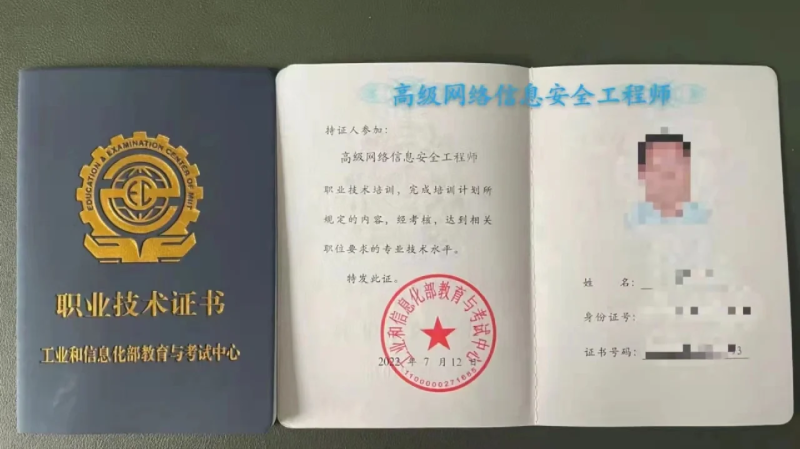 EDUCATION & EXAMINATION CENTER OF MIIT
EC
职业技术证书
工业和信息化部教育与考试中心
高级网络信息安全工程师
持证人参加：
高级网络信息安全工程师
职业技术培训，完成培训计划所
规定的内容，经考核，达到相关
职位要求的专业技术水平。
特发此证。
工业和信息化部教育与考试中心
2022 年 7 月 12 日
1100000271685
姓 名：
身份证号：
证书号码：
43